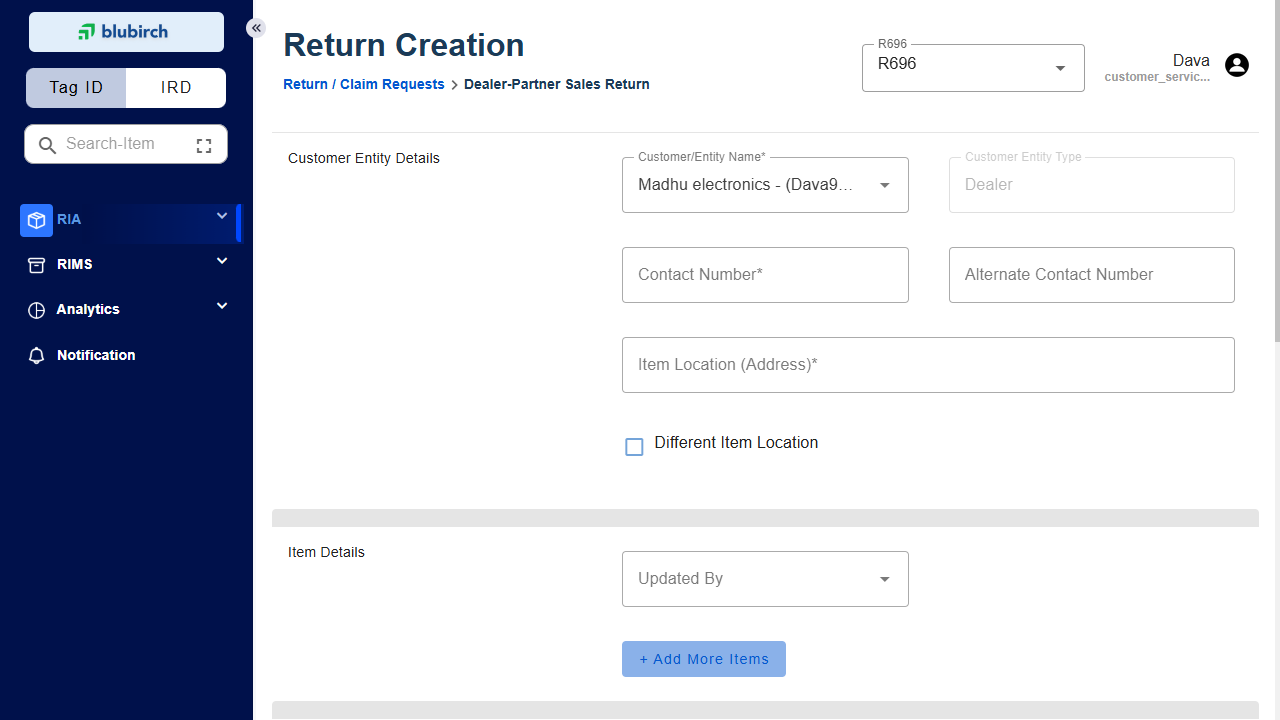 blubirch
Tag ID
IRD
Search-Item
RIA
RIMS
Analytics
Notification
Return Creation
Return / Claim Requests > Dealer-Partner Sales Return
R696
R696
Dava
customer_servic...
Customer Entity Details
Customer/Entity Name*
Madhu electronics - (Dava9...
Customer Entity Type
Dealer
Contact Number*
Alternate Contact Number
Item Location (Address)*
Different Item Location
Item Details
Updated By
+ Add More Items